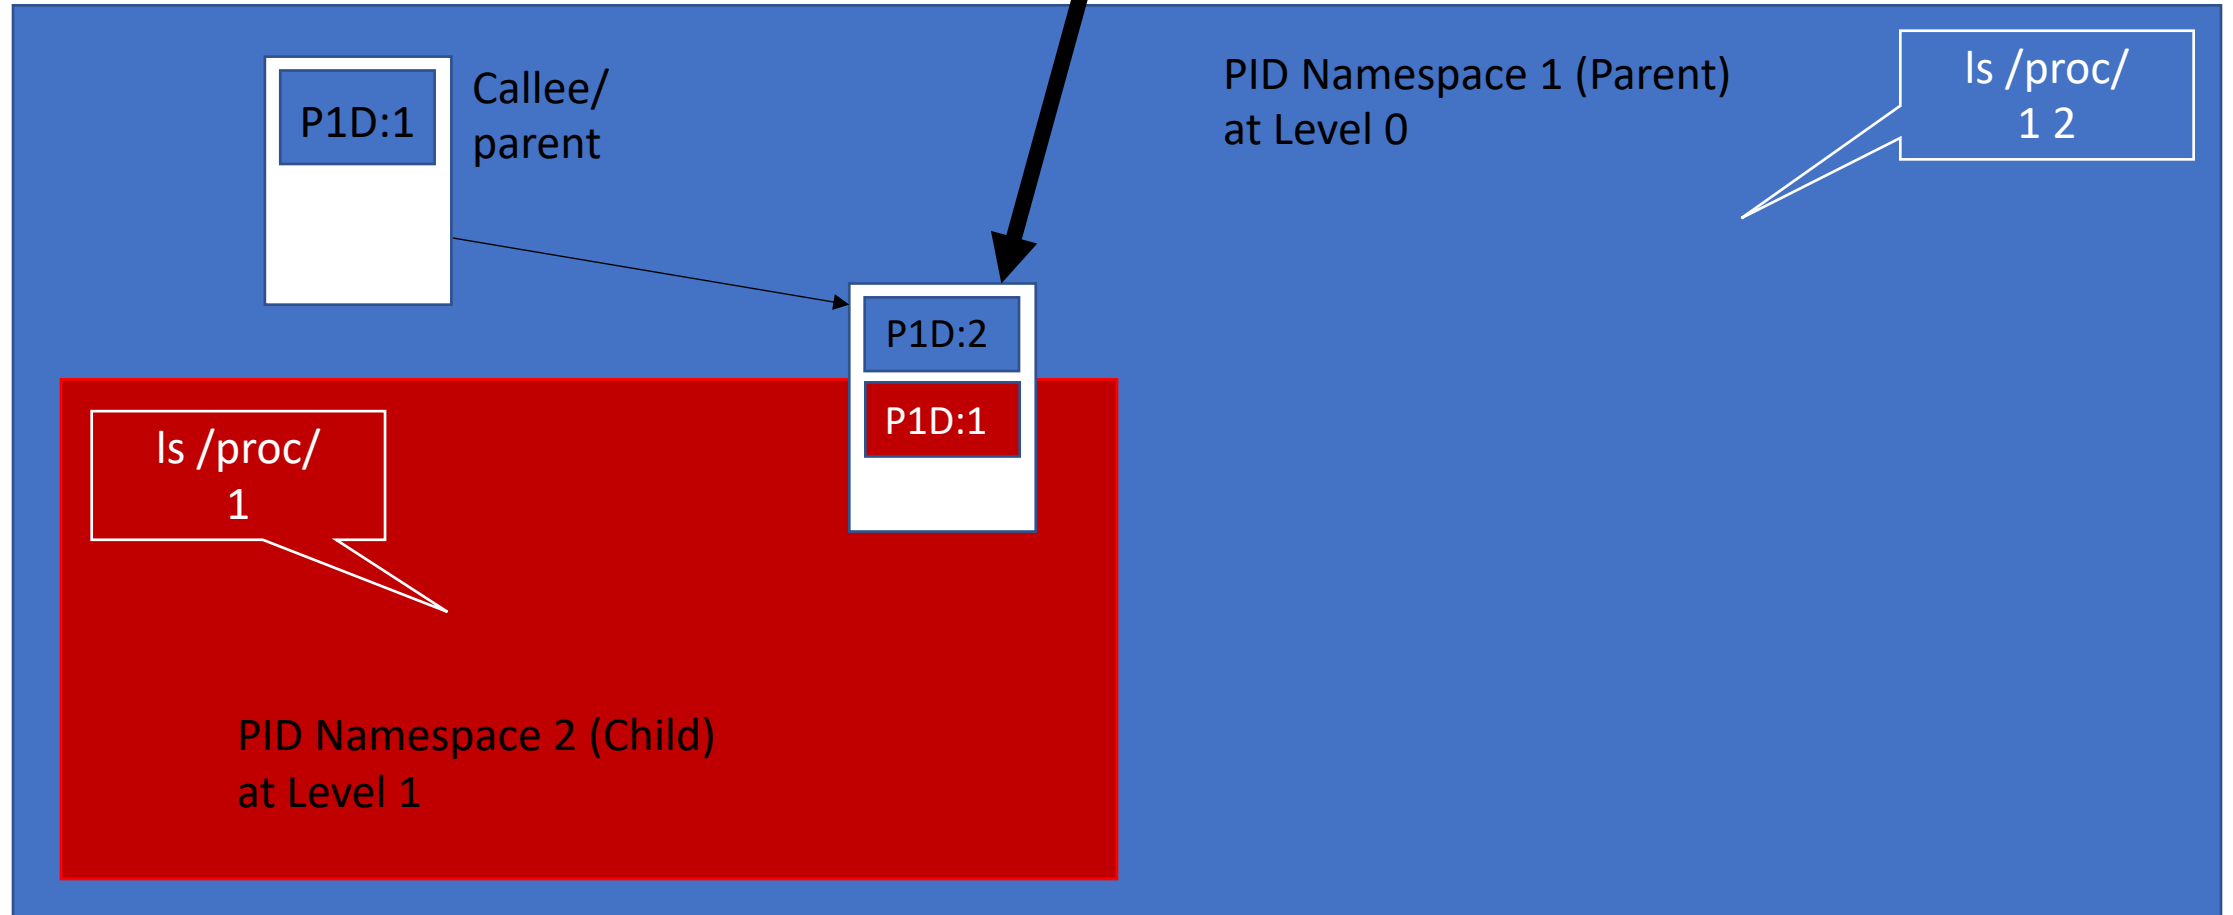 P1D:1
Callee/
parent
PID Namespace 1 (Parent)
at Level 0
ls /proc/
1 2
P1D:2
P1D:1
ls /proc/
1
PID Namespace 2 (Child)
at Level 1